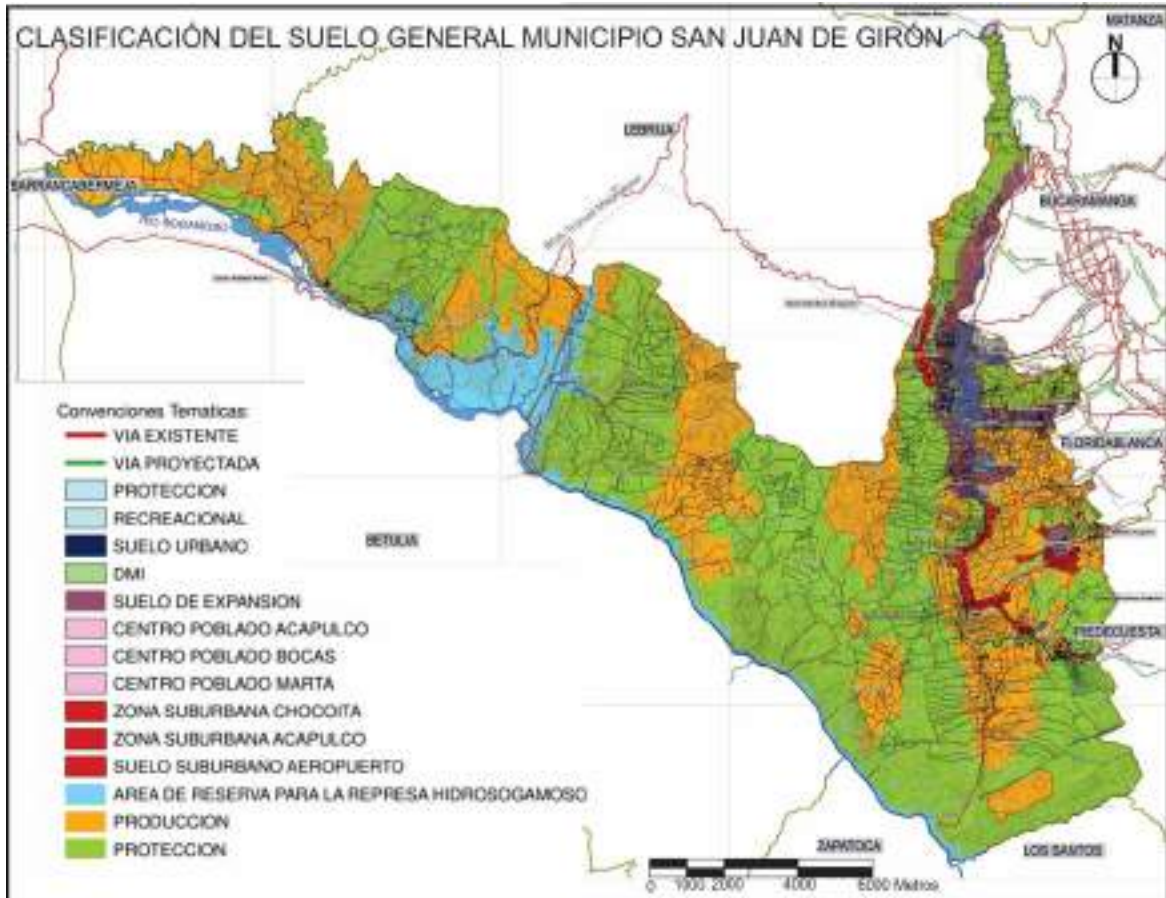 CLASIFICACIÓN DEL SUELO GENERAL MUNICIPIO SAN JUAN DE GIRÓN
MATANZA
N
LEBRIJA
BARRANCABERMEJA
BUCARAMANGA
RIO SOGAMOSO
Convenciones Tematicas:
VIA EXISTENTE
VIA PROYECTADA
PROTECCION
RECREACIONAL
SUELO URBANO
DMI
SUELO DE EXPANSION
CENTRO POBLADO ACAPULCO
CENTRO POBLADO BOCAS
CENTRO POBLADO MARTA
ZONA SUBURBANA CHOCOITA
ZONA SUBURBANA ACAPULCO
SUELO SUBURBANO AEROPUERTO
AREA DE RESERVA PARA LA REPRESA HIDROSOGAMOSO
PRODUCCION
PROTECCION
FLORIDABLANCA
BETULIA
PIEDECUESTA
ZAPATOCA
LOS SANTOS
0 1000 2000 4000 6000 Metros